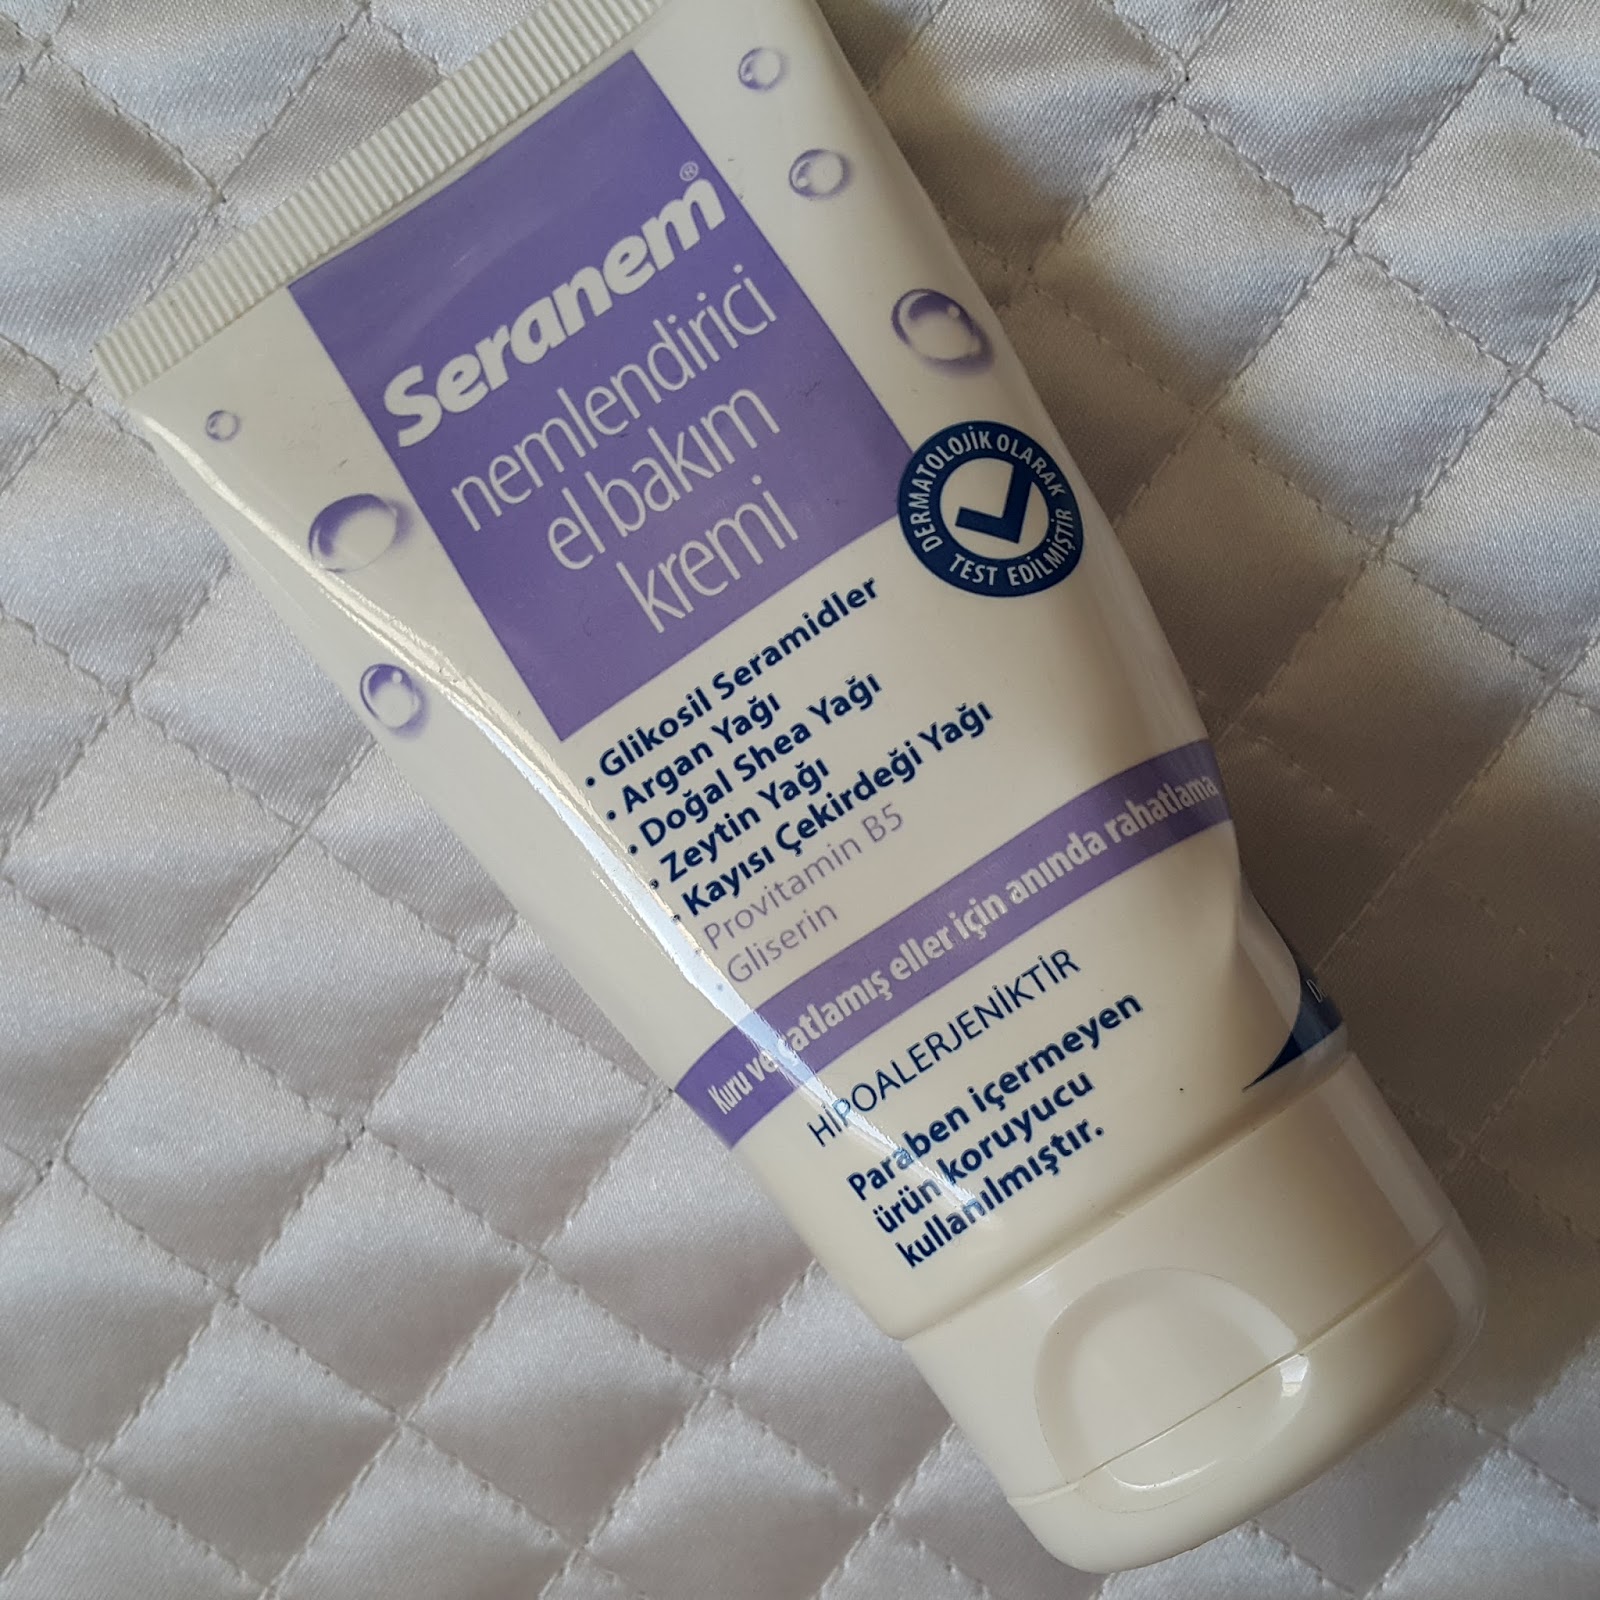 Seranem®
nemlendirici
el bakım
kremi
DERMATOLOJİK OLARAK
TEST EDİLMİŞTİR
• Glikosil Seramidler
• Argan Yağı
• Doğal Shea Yağı
• Zeytin Yağı
• Kayısı Çekirdeği Yağı
• Provitamin B5
• Gliserin
Kuru ve çatlamış eller için anında rahatlama
HİPOALERJENİKTİR
Paraben içermeyen
ürün koruyucu
kullanılmıştır.